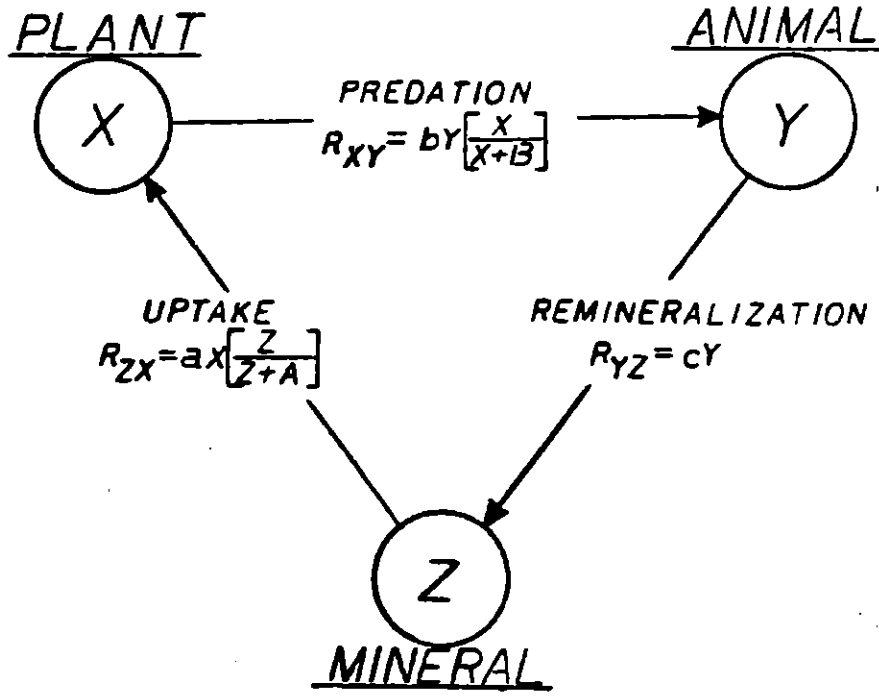 PLANT
ANIMAL
X
PREDATION
R_XY = bY[X/(X+B)]
Y
UPTAKE
R_ZX = aX[Z/(Z+A)]
REMINERALIZATION
R_YZ = cY
Z
MINERAL